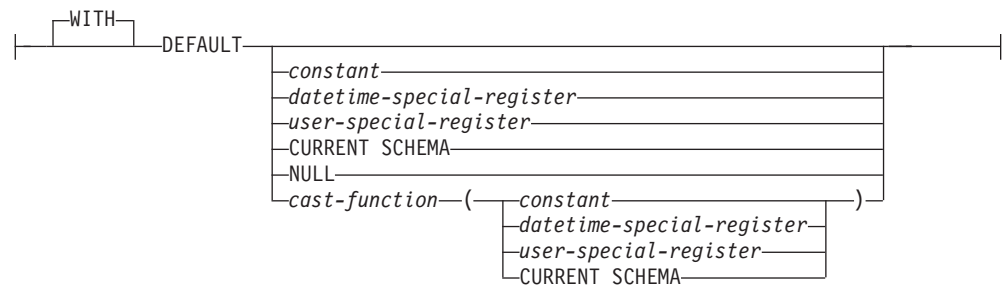 WITH
DEFAULT
constant
datetime-special-register
user-special-register
CURRENT SCHEMA
NULL
cast-function ( constant )
datetime-special-register
user-special-register
CURRENT SCHEMA